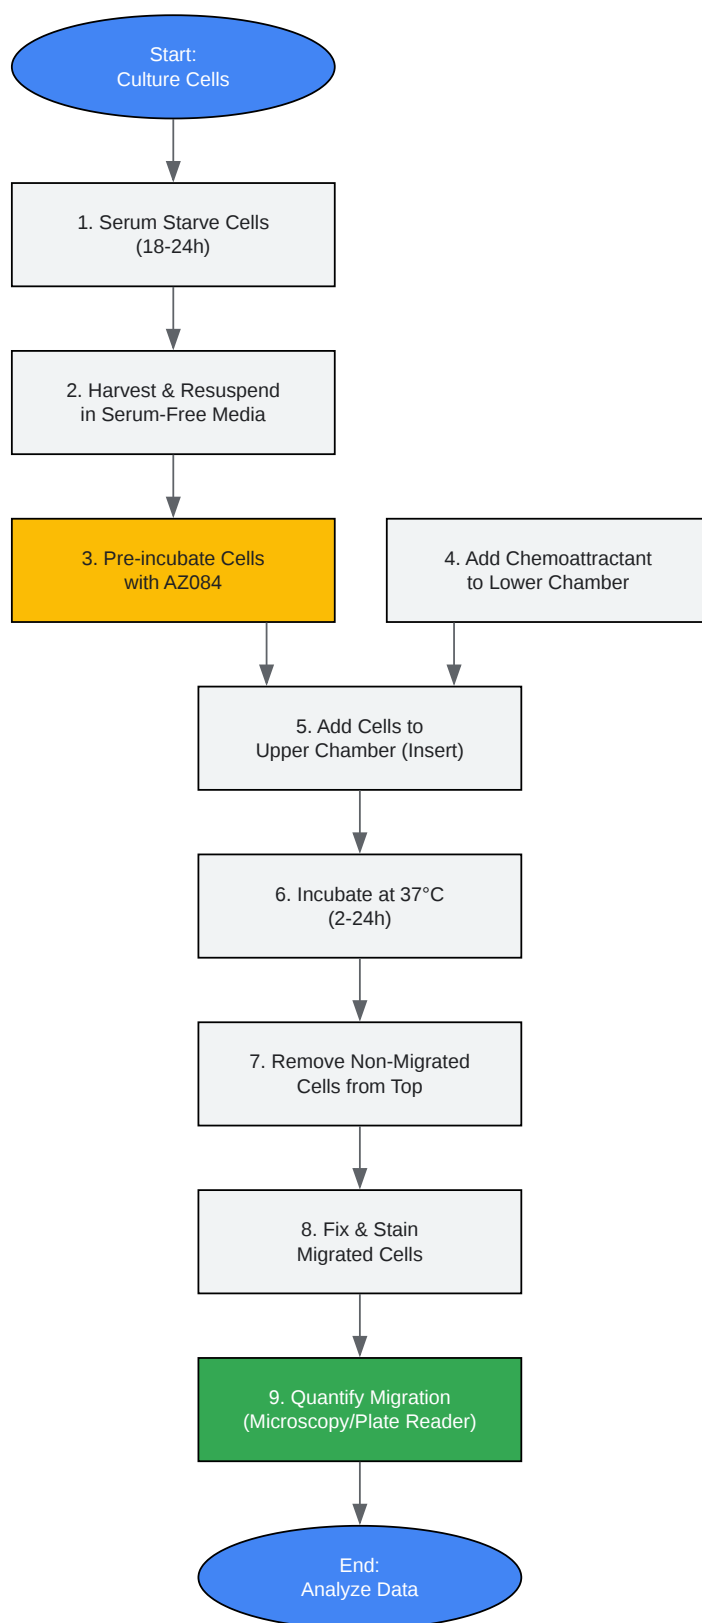 Start:
Culture Cells
1. Serum Starve Cells
(18-24h)
2. Harvest & Resuspend
in Serum-Free Media
3. Pre-incubate Cells
with AZ084
4. Add Chemoattractant
to Lower Chamber
5. Add Cells to
Upper Chamber (Insert)
6. Incubate at 37°C
(2-24h)
7. Remove Non-Migrated
Cells from Top
8. Fix & Stain
Migrated Cells
9. Quantify Migration
(Microscopy/Plate Reader)
End:
Analyze Data